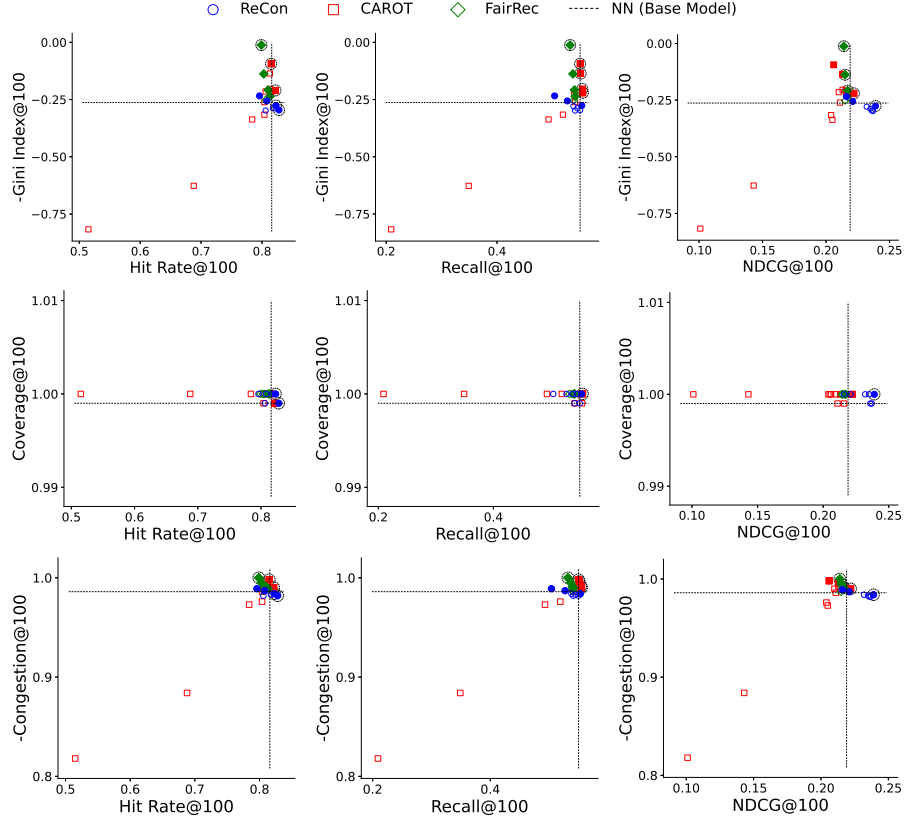 ReCon CAROT FairRec NN (Base Model)
0.00 0.00 0.00
−0.25 −0.25 −0.25
−0.50 −0.50 −0.50
−0.75 −0.75 −0.75
-Gini Index@100 -Gini Index@100 -Gini Index@100
0.5 0.6 0.7 0.8 0.2 0.4 0.10 0.15 0.20 0.25
Hit Rate@100 Recall@100 NDCG@100
1.01 1.01 1.01
1.00 1.00 1.00
0.99 0.99 0.99
Coverage@100 Coverage@100 Coverage@100
0.5 0.6 0.7 0.8 0.2 0.4 0.10 0.15 0.20 0.25
Hit Rate@100 Recall@100 NDCG@100
1.0 1.0 1.0
0.9 0.9 0.9
0.8 0.8 0.8
-Congestion@100 -Congestion@100 -Congestion@100
0.5 0.6 0.7 0.8 0.2 0.4 0.10 0.15 0.20 0.25
Hit Rate@100 Recall@100 NDCG@100